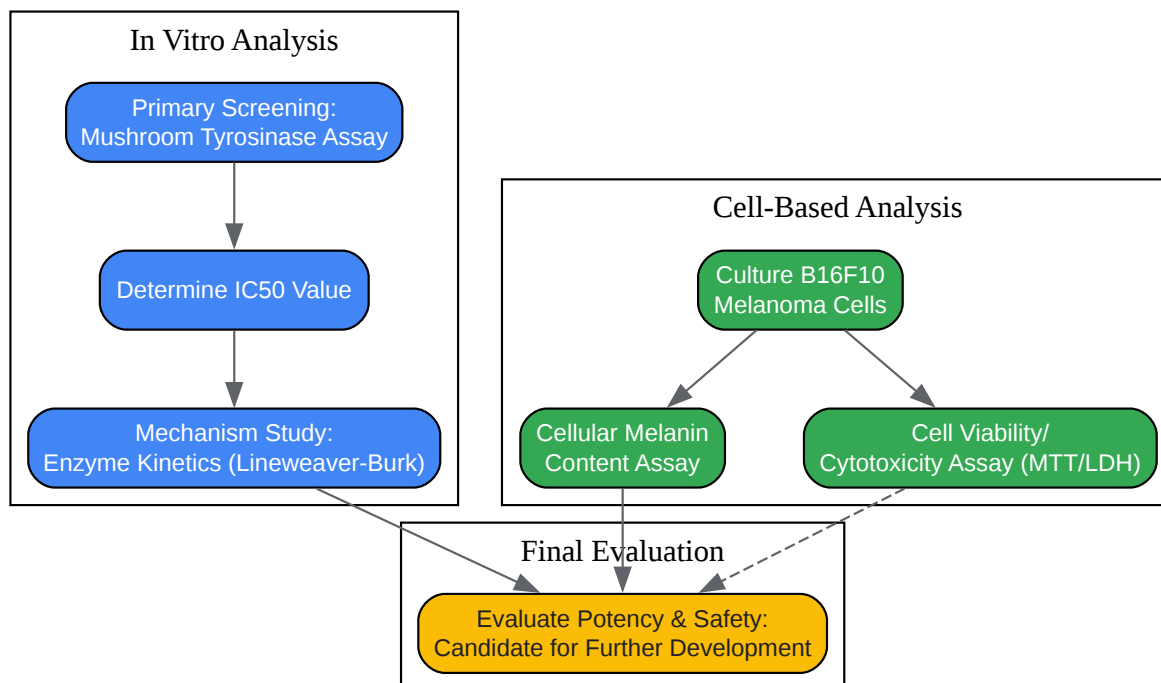 In Vitro Analysis
Primary Screening:
Mushroom Tyrosinase Assay
Determine IC50 Value
Mechanism Study:
Enzyme Kinetics (Lineweaver-Burk)
Cell-Based Analysis
Culture B16F10
Melanoma Cells
Cellular Melanin
Content Assay
Cell Viability/
Cytotoxicity Assay (MTT/LDH)
Final Evaluation
Evaluate Potency & Safety:
Candidate for Further Development